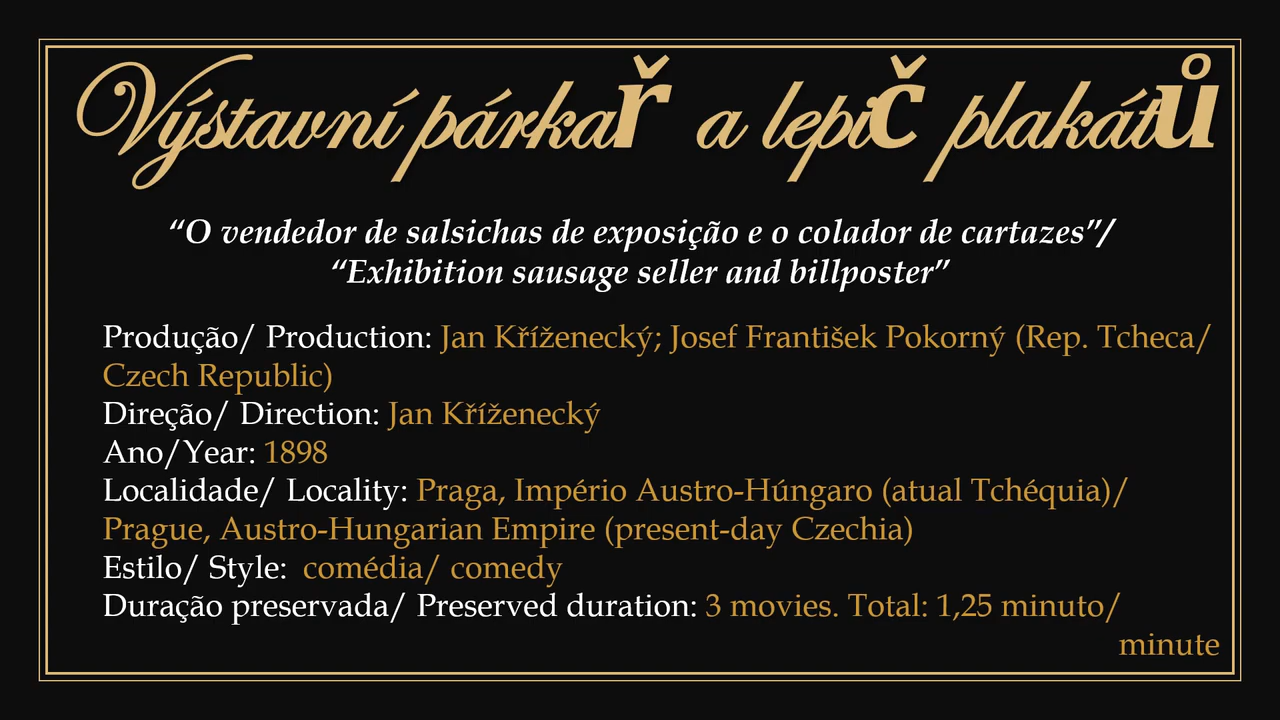 Výstavní párkař a lepič plakátů
“O vendedor de salsichas de exposição e o colador de cartazes”/
“Exhibition sausage seller and billposter”
Produção/ Production: Jan Kříženecký; Josef František Pokorný (Rep. Tcheca/
Czech Republic)
Direção/ Direction: Jan Kříženecký
Ano/Year: 1898
Localidade/ Locality: Praga, Império Austro-Húngaro (atual Tchéquia)/
Prague, Austro-Hungarian Empire (present-day Czechia)
Estilo/ Style: comédia/ comedy
Duração preservada/ Preserved duration: 3 movies. Total: 1,25 minuto/
minute